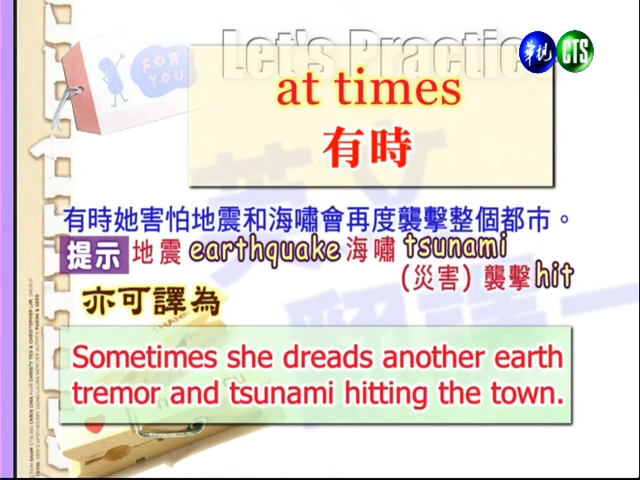 Let's Practice
華視 CTS
FOR
YOU
at times
有時
有時她害怕地震和海嘯會再度襲擊整個都市。
提示 地震 earthquake 海嘯 tsunami
(災害) 襲擊 hit
亦可譯為
Sometimes she dreads another earth
tremor and tsunami hitting the town.